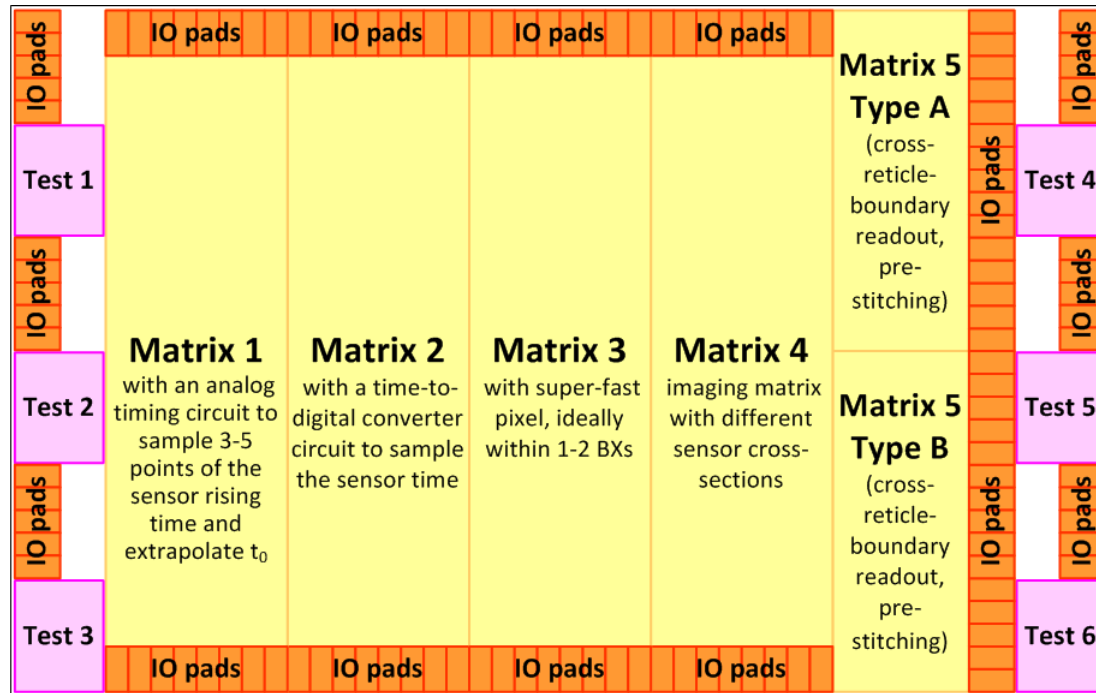 IO pads
Test 1
IO pads
Test 2
IO pads
Test 3
IO pads
IO pads
IO pads
IO pads
Matrix 1
with an analog
timing circuit to
sample 3-5
points of the
sensor rising
time and
extrapolate t₀
Matrix 2
with a time-to-
digital converter
circuit to sample
the sensor time
Matrix 3
with super-fast
pixel, ideally
within 1-2 BXs
Matrix 4
imaging matrix
with different
sensor cross-
sections
IO pads
IO pads
IO pads
IO pads
Matrix 5
Type A
(cross-
reticle-
boundary
readout,
pre-
stitching)
Matrix 5
Type B
(cross-
reticle-
boundary
readout,
pre-
stitching)
IO pads
IO pads
IO pads
Test 4
IO pads
Test 5
IO pads
Test 6